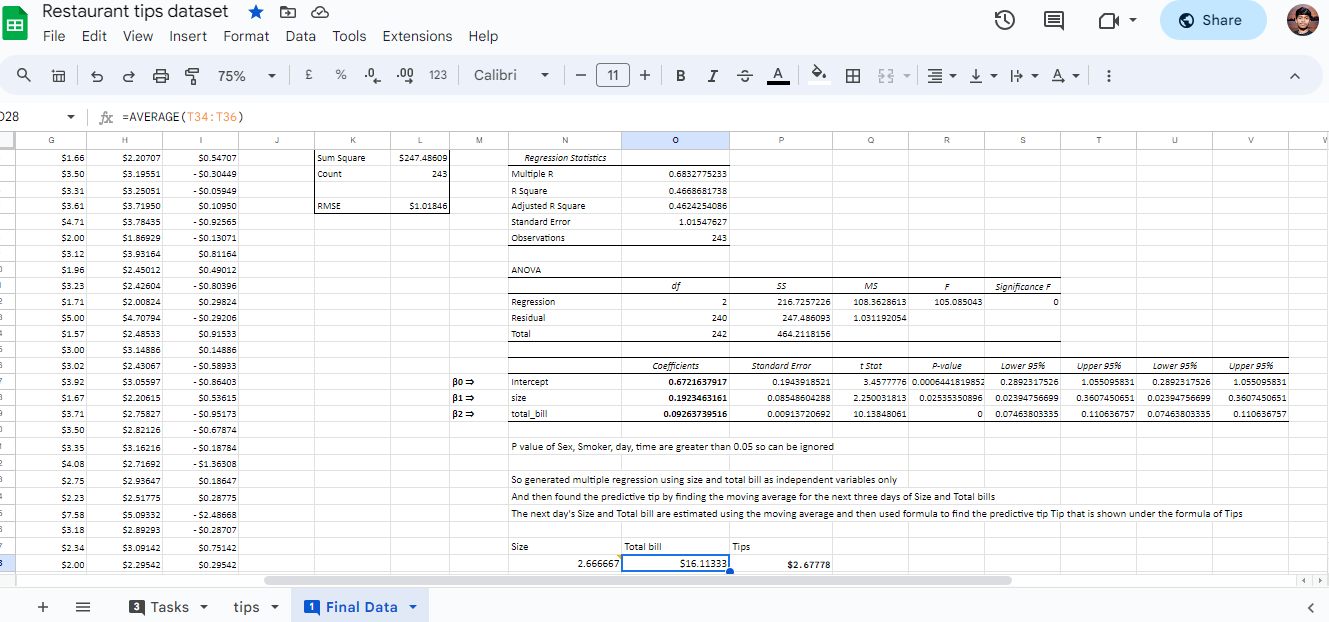 Restaurant tips dataset
File Edit View Insert Format Data Tools Extensions Help
Share
75% £ % .0 .00 123 Calibri 11 B I A
fx =AVERAGE(T34:T36)
G H I J K L M N O P Q R S T U V
$1.66 $2.20707 $0.54707 Sum Square $247.48609 Regression Statistics
$3.50 $3.19551 - $0.30449 Count 243 Multiple R 0.6832775233
$3.31 $3.25051 - $0.05949 R Square 0.4668681738
$3.61 $3.71950 $0.10950 RMSE $1.01846 Adjusted R Square 0.4624254086
$4.71 $3.78435 - $0.92565 Standard Error 1.01547627
$2.00 $1.86929 - $0.13071 Observations 243
$3.12 $3.93164 $0.81164
$1.96 $2.45012 $0.49012 ANOVA
$3.23 $2.42604 - $0.80396 df SS MS F Significance F
$1.71 $2.00824 $0.29824 Regression 2 216.7257226 108.3628613 105.085043 0
$5.00 $4.70794 - $0.29206 Residual 240 247.486093 1.031192054
$1.57 $2.48533 $0.91533 Total 242 464.2118156
$3.00 $3.14886 $0.14886
$3.02 $2.43067 - $0.58933 Coefficients Standard Error t Stat P-value Lower 95% Upper 95% Lower 95% Upper 95%
$3.92 $3.05597 - $0.86403 β0 ⇒ Intercept 0.6721637917 0.1943918521 3.4577776 0.0006441819852 0.2892317526 1.055095831 0.2892317526 1.055095831
$1.67 $2.20615 $0.53615 β1 ⇒ size 0.1923463161 0.08548604288 2.250031813 0.02535350896 0.02394756699 0.3607450651 0.02394756699 0.3607450651
$3.71 $2.75827 - $0.95173 β2 ⇒ total_bill 0.09263739516 0.00913720692 10.13848061 0 0.07463803335 0.110636757 0.07463803335 0.110636757
$3.50 $2.82126 - $0.67874
$3.35 $3.16216 - $0.18784 P value of Sex, Smoker, day, time are greater than 0.05 so can be ignored
$4.08 $2.71692 - $1.36308
$2.75 $2.93647 $0.18647 So generated multiple regression using size and total bill as independent variables only
$2.23 $2.51775 $0.28775 And then found the predictive tip by finding the moving average for the next three days of Size and Total bills
$7.58 $5.09332 - $2.48668 The next day's Size and Total bill are estimated using the moving average and then used formula to find the predictive tip Tip that is shown under the formula of Tips
$3.18 $2.89293 - $0.28707
$2.34 $3.09142 $0.75142 Size Total bill Tips
$2.00 $2.29542 $0.29542 2.666667 $16.11333 $2.67778
3 Tasks tips 1 Final Data